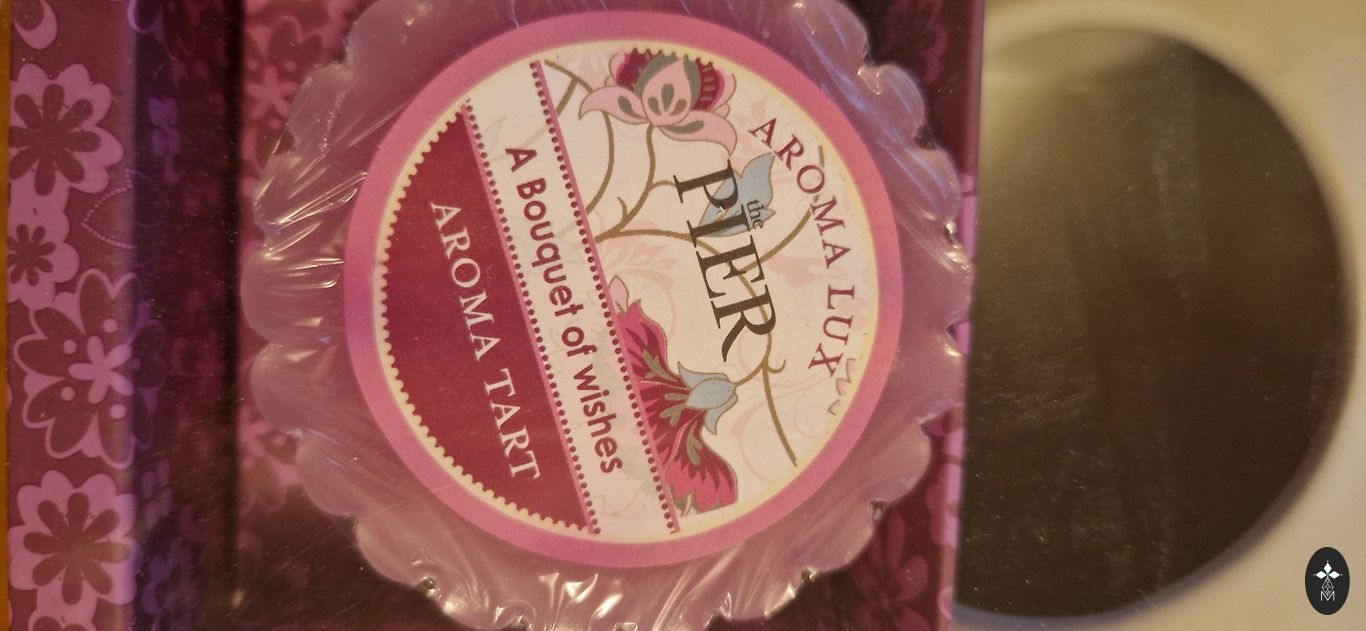 AROMA LUX
the
PIER
A Bouquet of wishes
AROMA TART
M